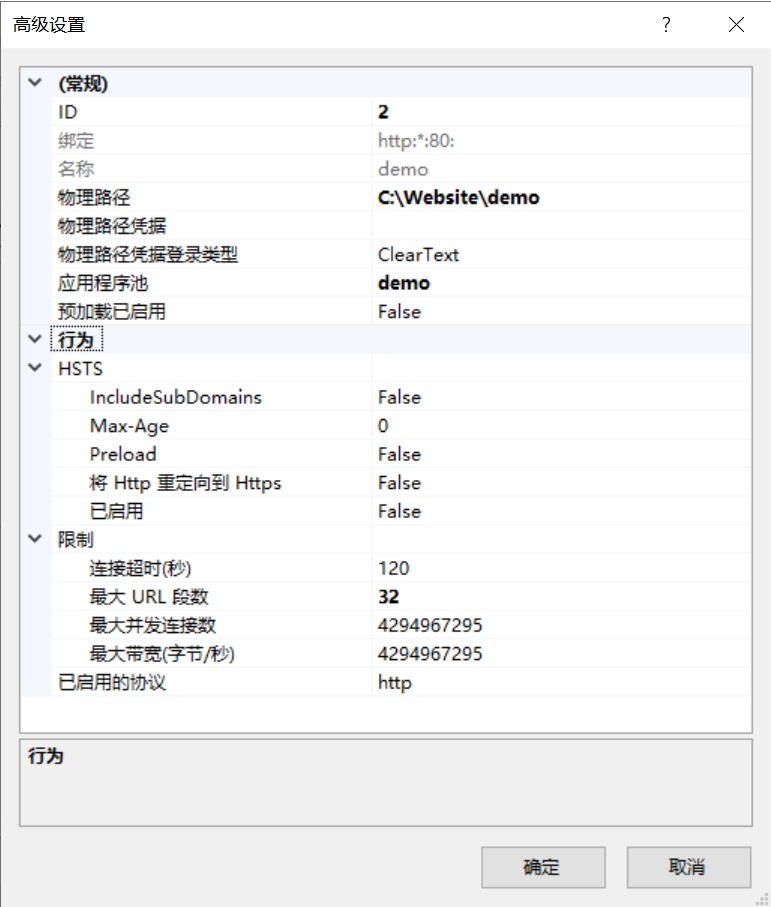 高级设置
(常规)
ID 2
绑定 http:*:80:
名称 demo
物理路径 C:\Website\demo
物理路径凭据
物理路径凭据登录类型 ClearText
应用程序池 demo
预加载已启用 False
行为
HSTS
IncludeSubDomains False
Max-Age 0
Preload False
将 Http 重定向到 Https False
已启用 False
限制
连接超时(秒) 120
最大 URL 段数 32
最大并发连接数 4294967295
最大带宽(字节/秒) 4294967295
已启用的协议 http
行为
确定 取消